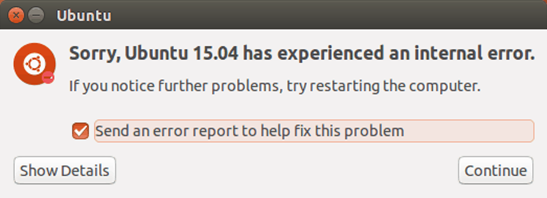 Ubuntu
Sorry, Ubuntu 15.04 has experienced an internal error.
If you notice further problems, try restarting the computer.
Send an error report to help fix this problem
Show Details
Continue